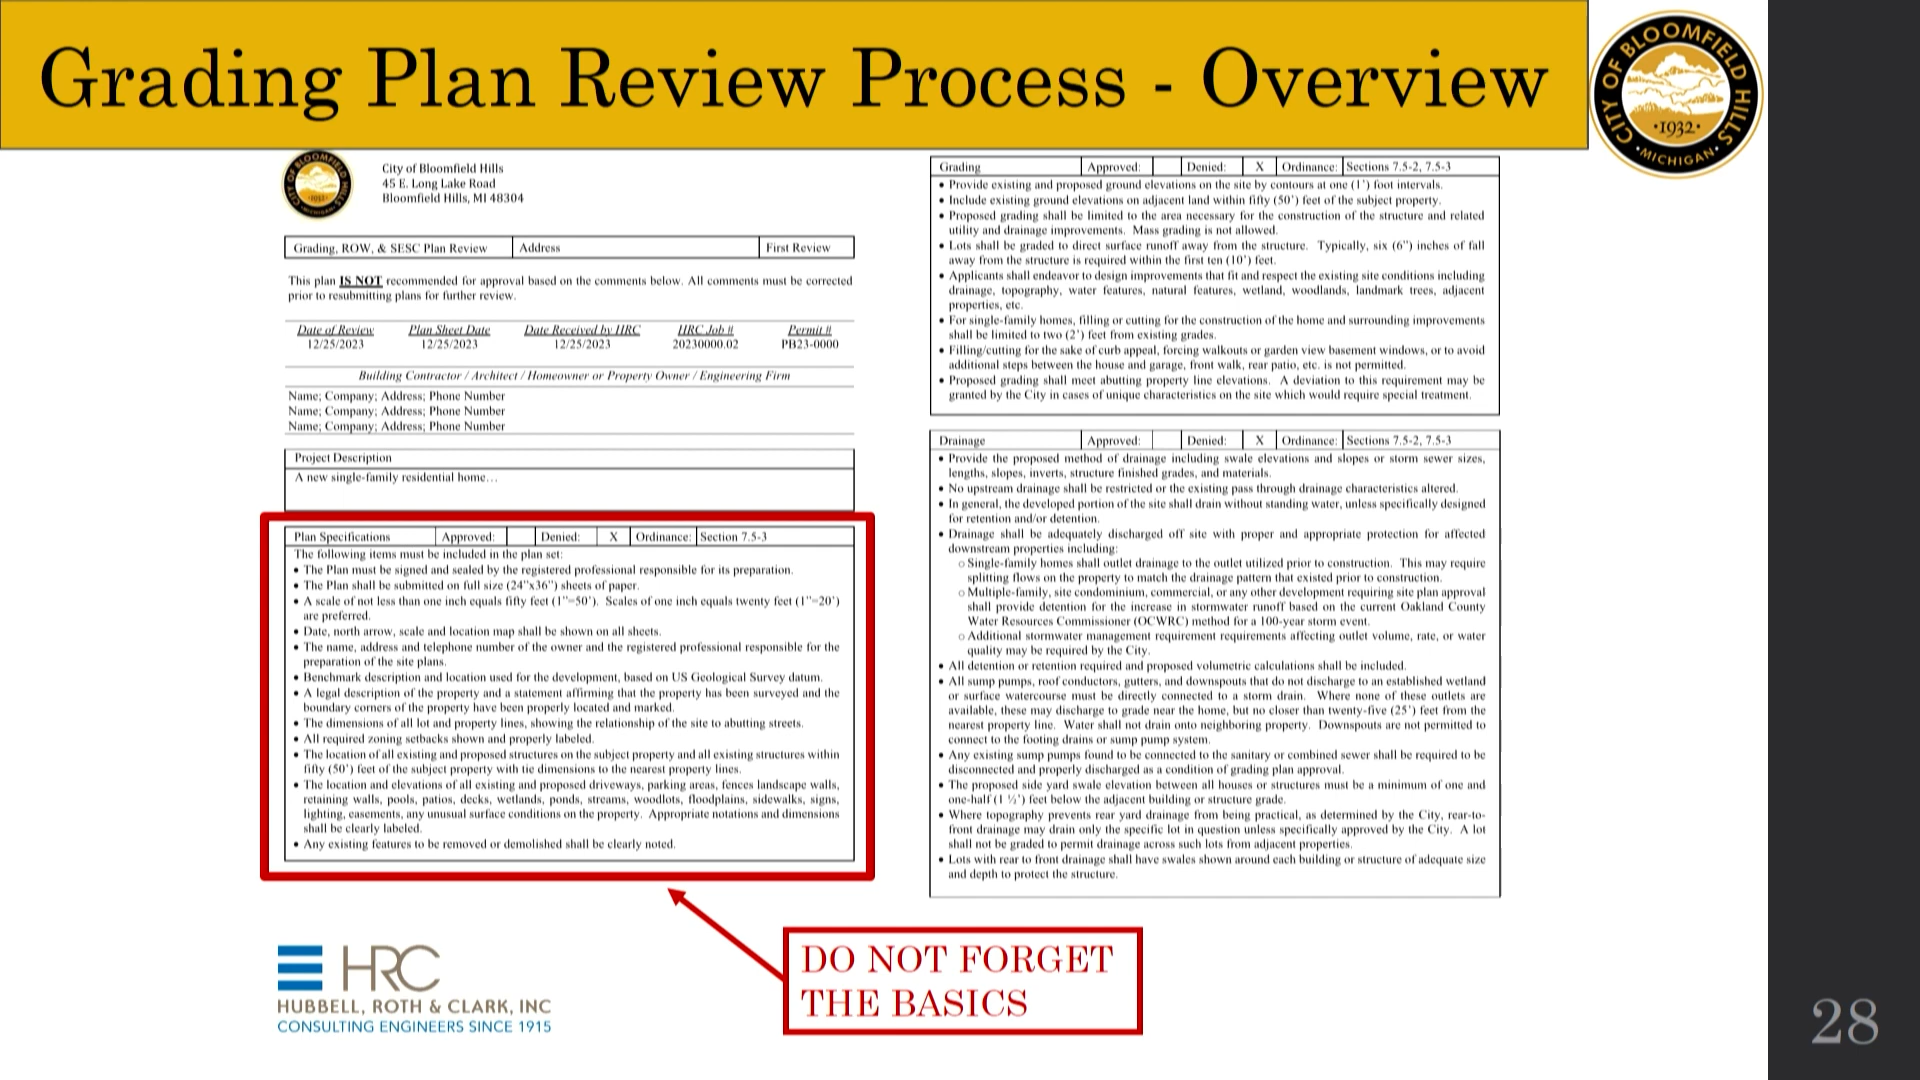 Grading Plan Review Process - Overview
CITY OF BLOOMFIELD HILLS
·1932·
·MICHIGAN·
City of Bloomfield Hills
45 E. Long Lake Road
Bloomfield Hills, MI 48304
Grading, ROW, & SESC Plan Review Address First Review
This plan IS NOT recommended for approval based on the comments below. All comments must be corrected
prior to resubmitting plans for further review.
Date of Review Plan Sheet Date Date Received by HRC HRC Job # Permit #
12/25/2023 12/25/2023 12/25/2023 20230000.02 PB23-0000
Building Contractor / Architect / Homeowner or Property Owner / Engineering Firm
Name; Company; Address; Phone Number
Name; Company; Address; Phone Number
Name; Company; Address; Phone Number
Project Description
A new single-family residential home…
Plan Specifications Approved: Denied: X Ordinance: Section 7.5-3
The following items must be included in the plan set:
• The Plan must be signed and sealed by the registered professional responsible for its preparation.
• The Plan shall be submitted on full size (24"x36") sheets of paper.
• A scale of not less than one inch equals fifty feet (1"=50'). Scales of one inch equals twenty feet (1"=20')
are preferred.
• Date, north arrow, scale and location map shall be shown on all sheets.
• The name, address and telephone number of the owner and the registered professional responsible for the
preparation of the site plans.
• Benchmark description and location used for the development, based on US Geological Survey datum.
• A legal description of the property and a statement affirming that the property has been surveyed and the
boundary corners of the property have been properly located and marked.
• The dimensions of all lot and property lines, showing the relationship of the site to abutting streets.
• All required zoning setbacks shown and properly labeled.
• The location of all existing and proposed structures on the subject property and all existing structures within
fifty (50') feet of the subject property with tie dimensions to the nearest property lines.
• The location and elevations of all existing and proposed driveways, parking areas, fences landscape walls,
retaining walls, pools, patios, decks, wetlands, ponds, streams, woodlots, floodplains, sidewalks, signs,
lighting, easements, any unusual surface conditions on the property. Appropriate notations and dimensions
shall be clearly labeled.
• Any existing features to be removed or demolished shall be clearly noted.
Grading Approved: Denied: X Ordinance: Sections 7.5-2, 7.5-3
• Provide existing and proposed ground elevations on the site by contours at one (1') foot intervals.
• Include existing ground elevations on adjacent land within fifty (50') feet of the subject property.
• Proposed grading shall be limited to the area necessary for the construction of the structure and related
utility and drainage improvements. Mass grading is not allowed.
• Lots shall be graded to direct surface runoff away from the structure. Typically, six (6") inches of fall
away from the structure is required within the first ten (10') feet.
• Applicants shall endeavor to design improvements that fit and respect the existing site conditions including
drainage, topography, water features, natural features, wetland, woodlands, landmark trees, adjacent
properties, etc.
• For single-family homes, filling or cutting for the construction of the home and surrounding improvements
shall be limited to two (2') feet from existing grades.
• Filling/cutting for the sake of curb appeal, forcing walkouts or garden view basement windows, or to avoid
additional steps between the house and garage, front walk, rear patio, etc. is not permitted.
• Proposed grading shall meet abutting property line elevations. A deviation to this requirement may be
granted by the City in cases of unique characteristics on the site which would require special treatment.
Drainage Approved: Denied: X Ordinance: Sections 7.5-2, 7.5-3
• Provide the proposed method of drainage including swale elevations and slopes or storm sewer sizes,
lengths, slopes, inverts, structure finished grades, and materials.
• No upstream drainage shall be restricted or the existing pass through drainage characteristics altered.
• In general, the developed portion of the site shall drain without standing water, unless specifically designed
for retention and/or detention.
• Drainage shall be adequately discharged off site with proper and appropriate protection for affected
downstream properties including:
o Single-family homes shall outlet drainage to the outlet utilized prior to construction. This may require
splitting flows on the property to match the drainage pattern that existed prior to construction.
o Multiple-family, site condominium, commercial, or any other development requiring site plan approval
shall provide detention for the increase in stormwater runoff based on the current Oakland County
Water Resources Commissioner (OCWRC) method for a 100-year storm event.
o Additional stormwater management requirement requirements affecting outlet volume, rate, or water
quality may be required by the City.
• All detention or retention required and proposed volumetric calculations shall be included.
• All sump pumps, roof conductors, gutters, and downspouts that do not discharge to an established wetland
or surface watercourse must be directly connected to a storm drain. Where none of these outlets are
available, these may discharge to grade near the home, but no closer than twenty-five (25') feet from the
nearest property line. Water shall not drain onto neighboring property. Downspouts are not permitted to
connect to the footing drains or sump pump system.
• Any existing sump pumps found to be connected to the sanitary or combined sewer shall be required to be
disconnected and properly discharged as a condition of grading plan approval.
• The proposed side yard swale elevation between all houses or structures must be a minimum of one and
one-half (1 ½') feet below the adjacent building or structure grade.
• Where topography prevents rear yard drainage from being practical, as determined by the City, rear-to-
front drainage may drain only the specific lot in question unless specifically approved by the City. A lot
shall not be graded to permit drainage across such lots from adjacent properties.
• Lots with rear to front drainage shall have swales shown around each building or structure of adequate size
and depth to protect the structure.
DO NOT FORGET
THE BASICS
HRC
HUBBELL, ROTH & CLARK, INC
CONSULTING ENGINEERS SINCE 1915
28